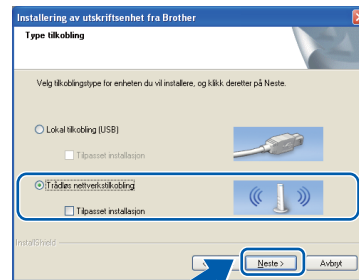 Installering av utskriftsenhet fra Brother
Type tilkobling
Velg tilkoblingstype for enheten du vil installere, og klikk deretter på Neste.
Lokal tilkobling (USB)
Tilpasset installasjon
Trådløs nettverkstilkobling
Tilpasset installasjon
InstallShield
Neste > Avbryt